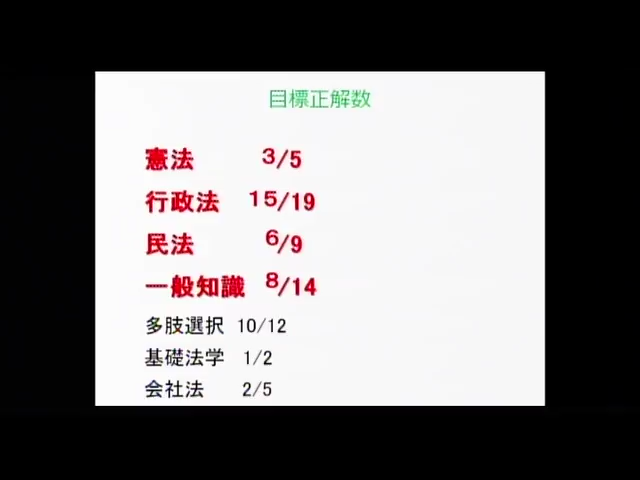 目標正解数
憲法 3/5
行政法 15/19
民法 6/9
一般知識 8/14
多肢選択 10/12
基礎法学 1/2
会社法 2/5